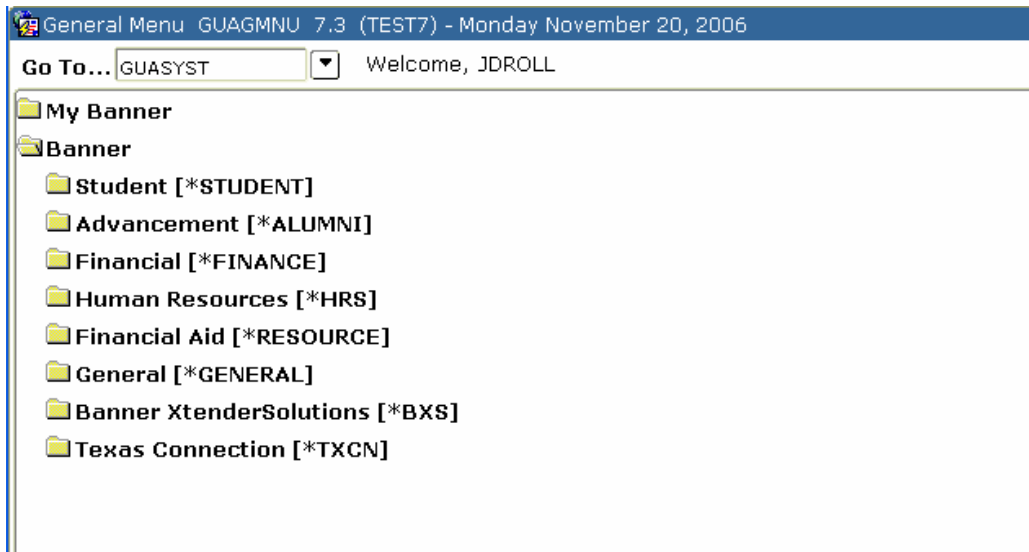 General Menu GUAGMNU 7.3 (TEST7) - Monday November 20, 2006
Go To... GUASYST Welcome, JDROLL
My Banner
Banner
Student [*STUDENT]
Advancement [*ALUMNI]
Financial [*FINANCE]
Human Resources [*HRS]
Financial Aid [*RESOURCE]
General [*GENERAL]
Banner XtenderSolutions [*BXS]
Texas Connection [*TXCN]